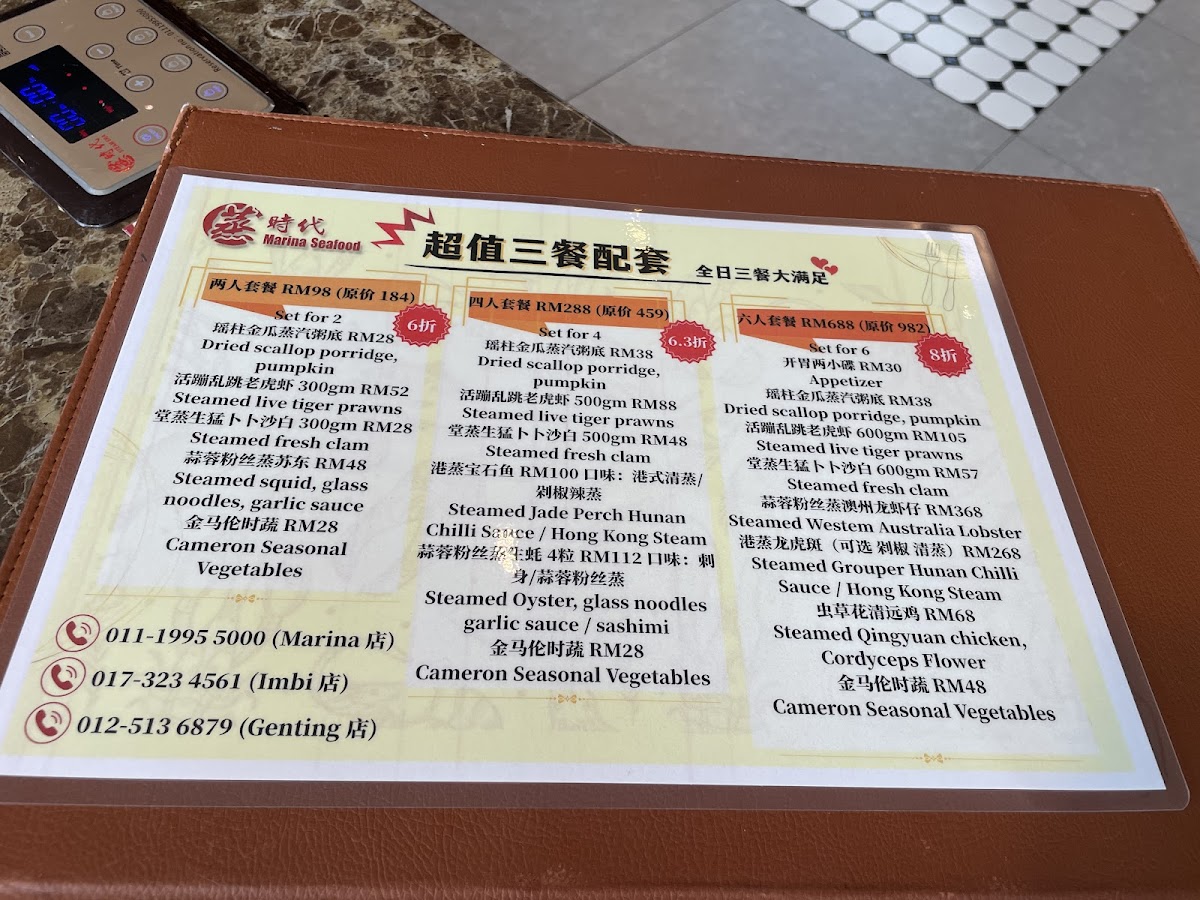 蒸 時代
Marina Seafood
超值三餐配套
全日三餐大满足
两人套餐 RM98 (原价 184)
6折
Set for 2
瑶柱金瓜蒸汽粥底 RM28
Dried scallop porridge,
pumpkin
活蹦乱跳老虎虾 300gm RM52
Steamed live tiger prawns
堂蒸生猛卜卜沙白 300gm RM28
Steamed fresh clam
蒜蓉粉丝蒸苏东 RM48
Steamed squid, glass
noodles, garlic sauce
金马伦时蔬 RM28
Cameron Seasonal
Vegetables
四人套餐 RM288 (原价 459)
6.3折
Set for 4
瑶柱金瓜蒸汽粥底 RM38
Dried scallop porridge,
pumpkin
活蹦乱跳老虎虾 500gm RM88
Steamed live tiger prawns
堂蒸生猛卜卜沙白 500gm RM48
Steamed fresh clam
港蒸宝石鱼 RM100 口味：港式清蒸/
剁椒辣蒸
Steamed Jade Perch Hunan
Chilli Sauce / Hong Kong Steam
蒜蓉粉丝蒸生蚝 4粒 RM112 口味：刺
身/蒜蓉粉丝蒸
Steamed Oyster, glass noodles
garlic sauce / sashimi
金马伦时蔬 RM28
Cameron Seasonal Vegetables
六人套餐 RM688 (原价 982)
8折
Set for 6
开胃两小碟 RM30
Appetizer
瑶柱金瓜蒸汽粥底 RM38
Dried scallop porridge, pumpkin
活蹦乱跳老虎虾 600gm RM105
Steamed live tiger prawns
堂蒸生猛卜卜沙白 600gm RM57
Steamed fresh clam
蒜蓉粉丝蒸澳州龙虾仔 RM368
Steamed Westem Australia Lobster
港蒸龙虎斑（可选 剁椒 清蒸）RM268
Steamed Grouper Hunan Chilli
Sauce / Hong Kong Steam
虫草花清远鸡 RM68
Steamed Qingyuan chicken,
Cordyceps Flower
金马伦时蔬 RM48
Cameron Seasonal Vegetables
011-1995 5000 (Marina 店)
017-323 4561 (Imbi 店)
012-513 6879 (Genting 店)